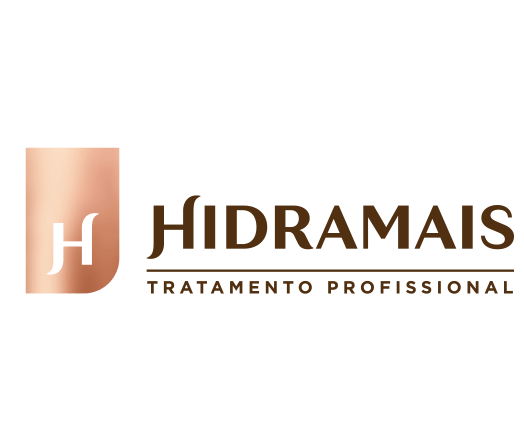 H
HIDRAMAIS
TRATAMENTO PROFISSIONAL